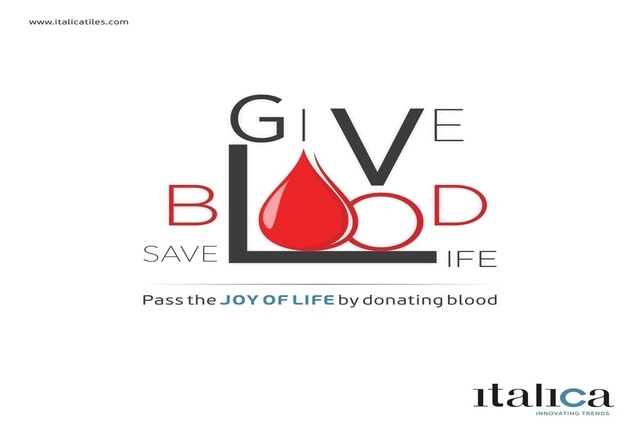 www.italicatiles.com
GIVE
BLOOD
SAVE LIFE
Pass the JOY OF LIFE by donating blood
italica
INNOVATING TRENDS